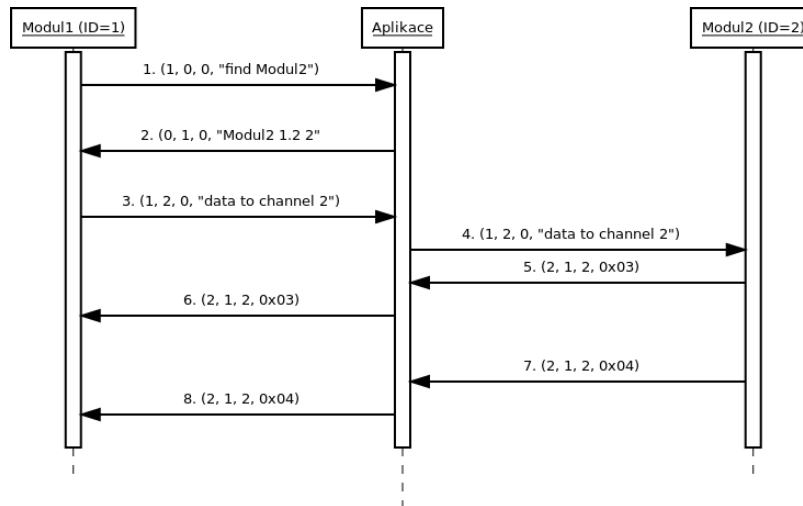 Modul1 (ID=1)
Aplikace
Modul2 (ID=2)
1. (1, 0, 0, "find Modul2")
2. (0, 1, 0, "Modul2 1.2 2"
3. (1, 2, 0, "data to channel 2")
4. (1, 2, 0, "data to channel 2")
5. (2, 1, 2, 0x03)
6. (2, 1, 2, 0x03)
7. (2, 1, 2, 0x04)
8. (2, 1, 2, 0x04)